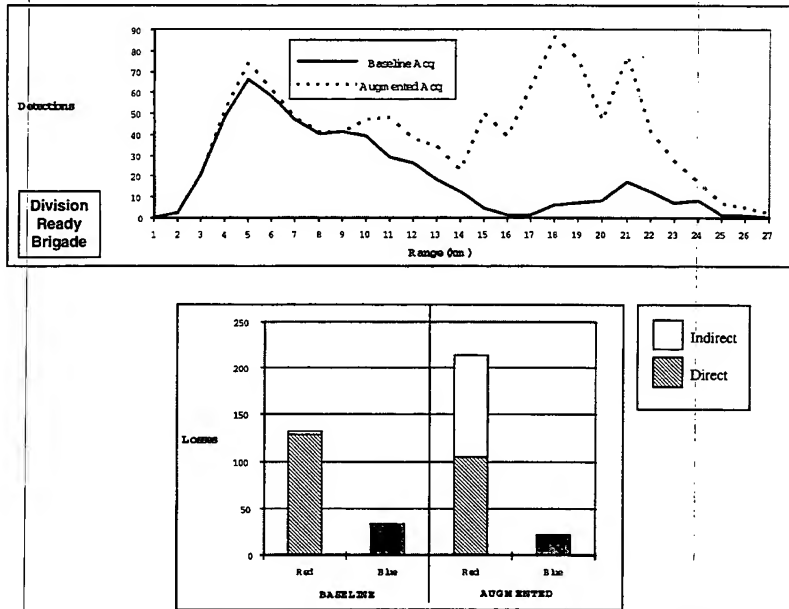 90
80
70
60
50
40
30
20
10
0
Detections
Baseline Acq
Augmented Acq
Division
Ready
Brigade
1 2 3 4 5 6 7 8 9 10 11 12 13 14 15 16 17 18 19 20 21 22 23 24 25 26 27
Range (km)
250
200
150
100
50
0
Losses
Red Blue Red Blue
BASELINE AUGMENTED
Indirect
Direct